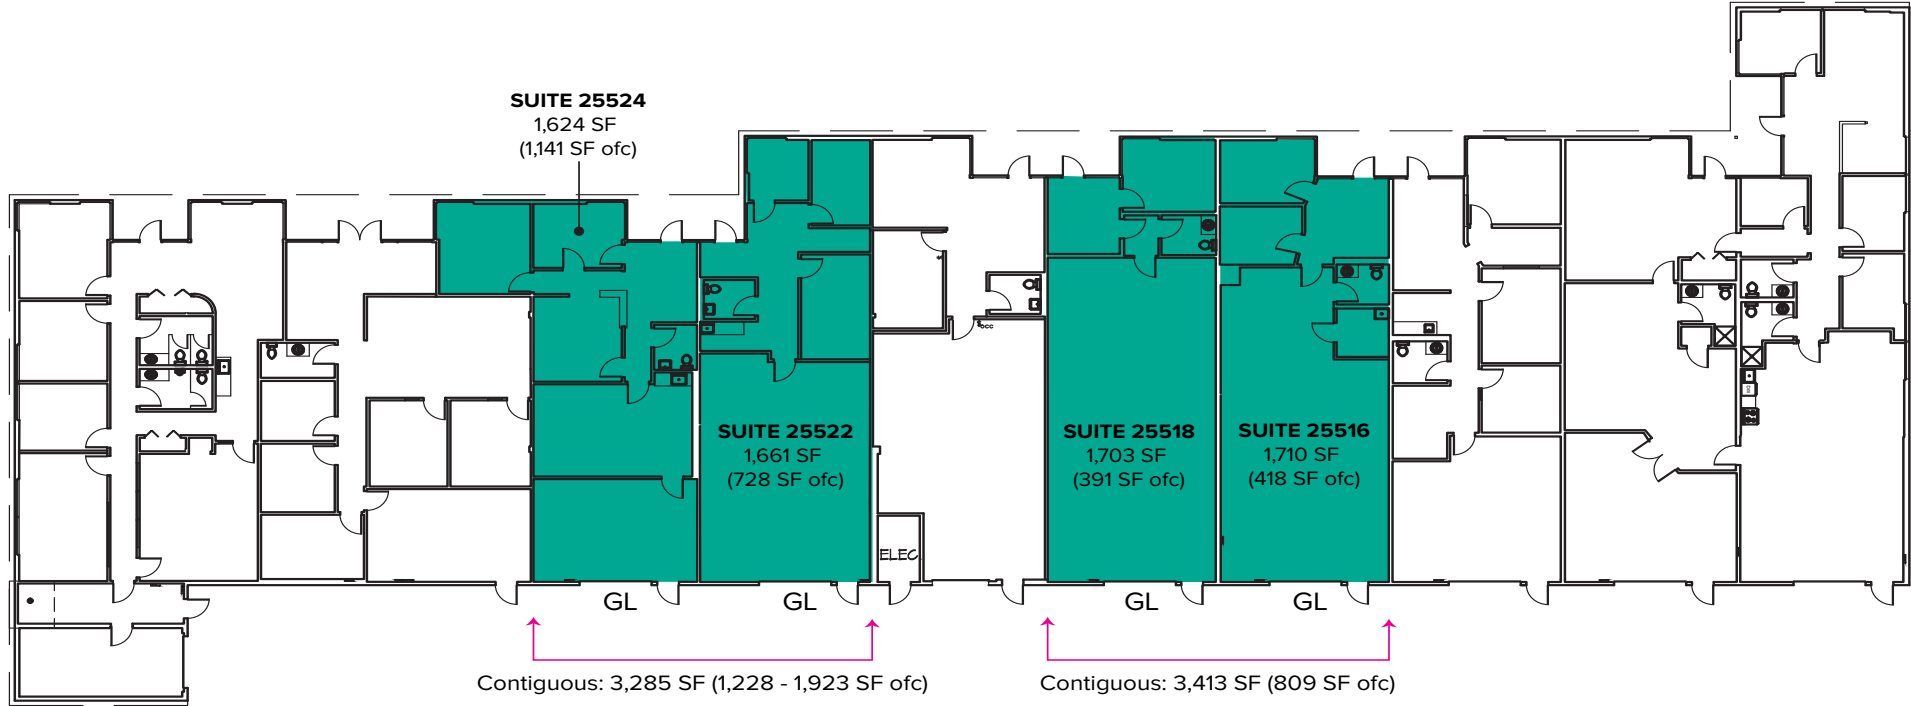 SUITE 25524
1,624 SF
(1,141 SF ofc)
SUITE 25522
1,661 SF
(728 SF ofc)
SUITE 25518
1,703 SF
(391 SF ofc)
SUITE 25516
1,710 SF
(418 SF ofc)
ELEC
GL
GL
GL
GL
Contiguous: 3,285 SF (1,228 - 1,923 SF ofc)
Contiguous: 3,413 SF (809 SF ofc)